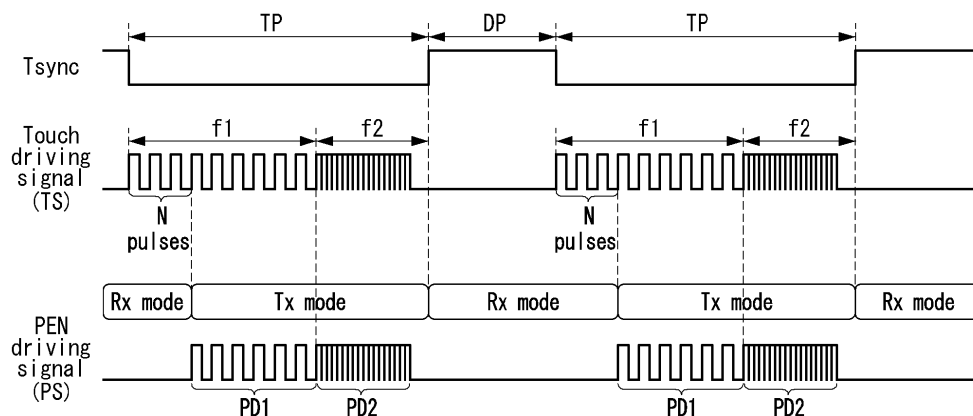 TP DP TP
Tsync
f1 f2 f1 f2
Touch
driving
signal
(TS)
N
pulses
N
pulses
Rx mode Tx mode Rx mode Tx mode Rx mode
PEN
driving
signal
(PS)
PD1 PD2 PD1 PD2